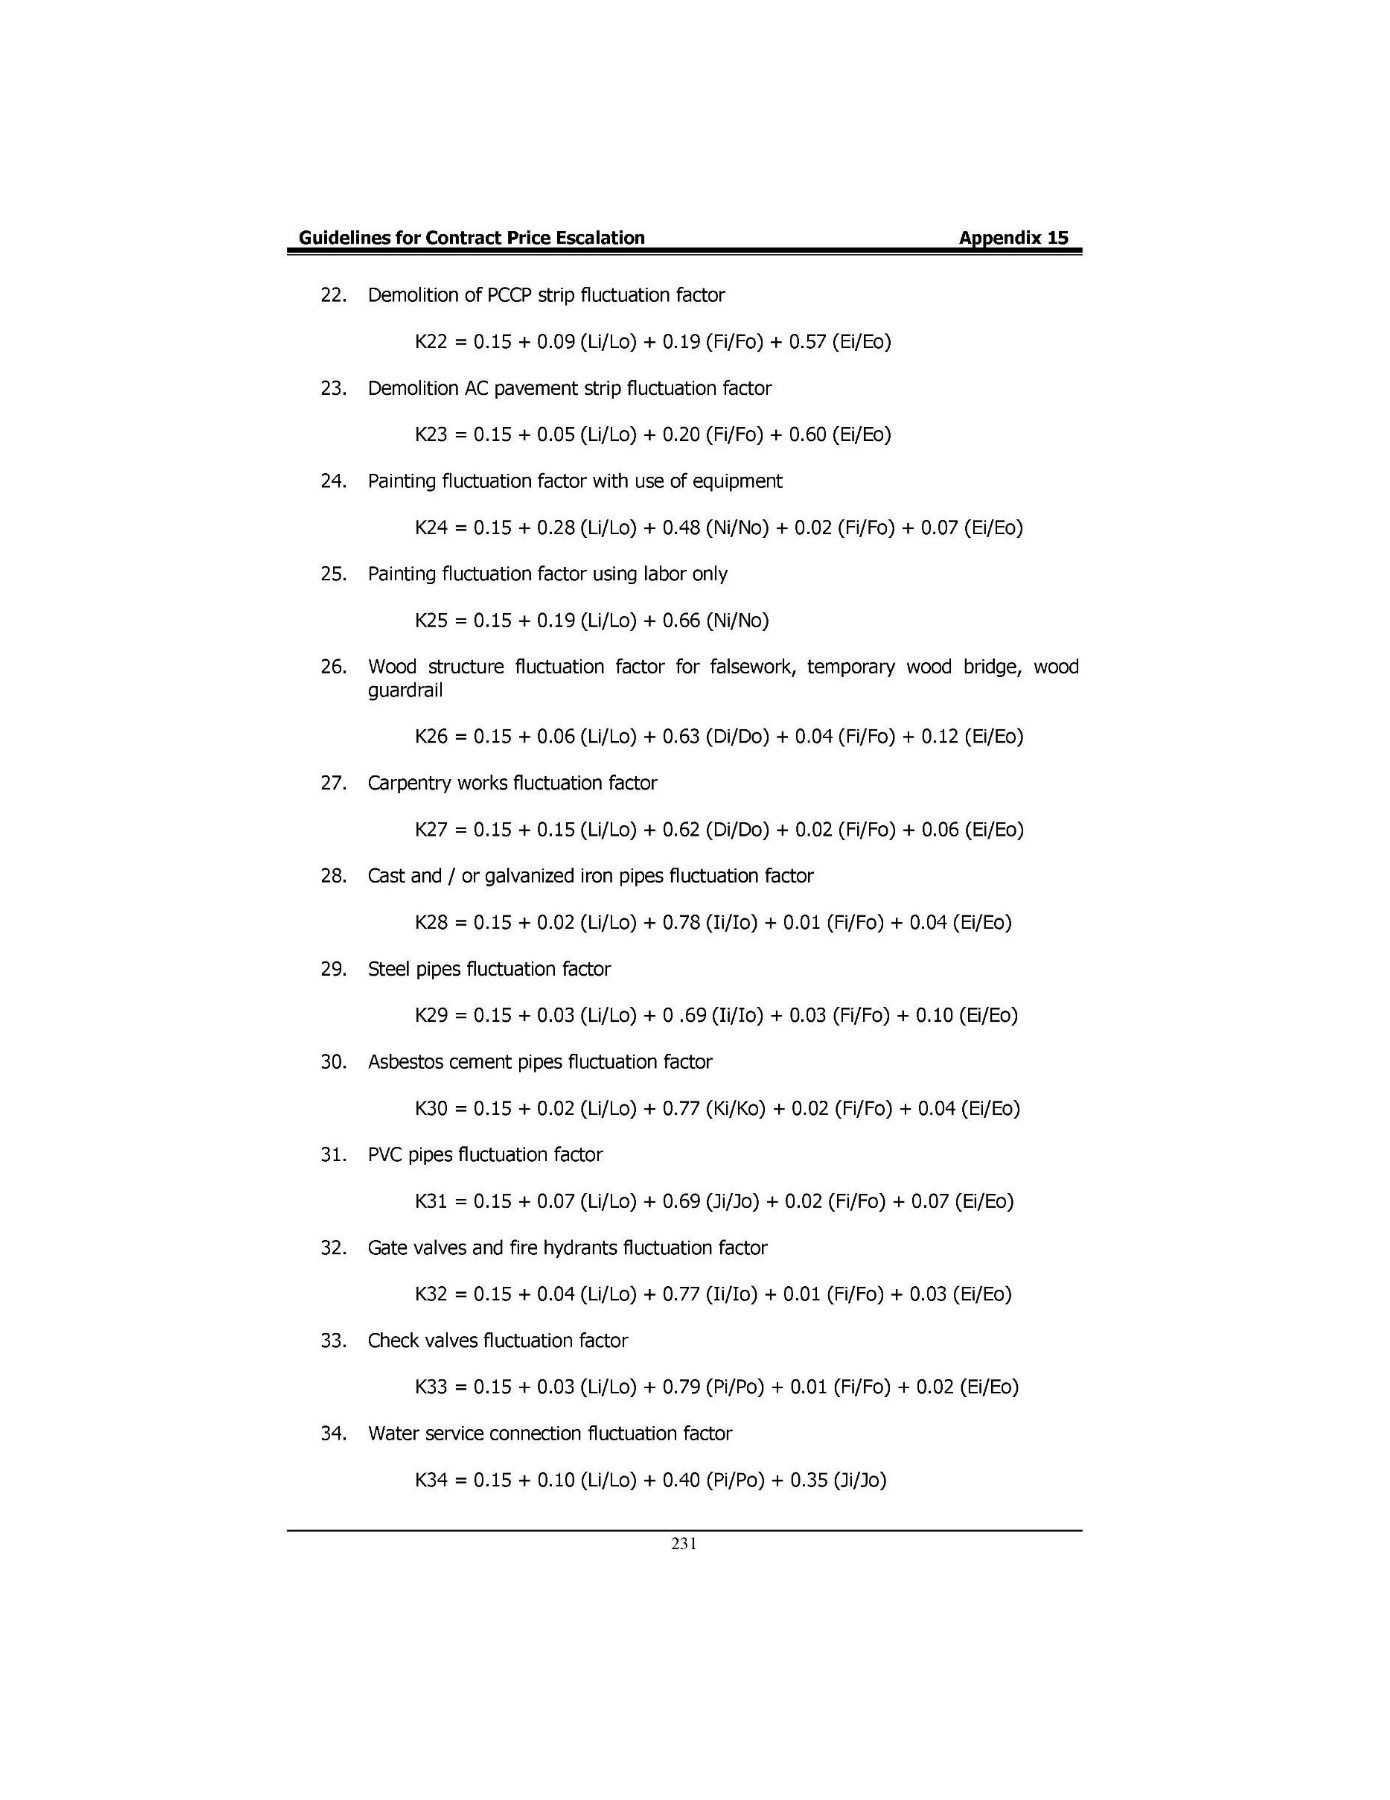 Guidelines for Contract Price Escalation Appendix 15
22. Demolition of PCCP strip fluctuation factor
K22 = 0.15 + 0.09 (Li/Lo) + 0.19 (Fi/Fo) + 0.57 (Ei/Eo)
23. Demolition AC pavement strip fluctuation factor
K23 = 0.15 + 0.05 (Li/Lo) + 0.20 (Fi/Fo) + 0.60 (Ei/Eo)
24. Painting fluctuation factor with use of equipment
K24 = 0.15 + 0.28 (Li/Lo) + 0.48 (Ni/No) + 0.02 (Fi/Fo) + 0.07 (Ei/Eo)
25. Painting fluctuation factor using labor only
K25 = 0.15 + 0.19 (Li/Lo) + 0.66 (Ni/No)
26. Wood structure fluctuation factor for falsework, temporary wood bridge, wood
guardrail
K26 = 0.15 + 0.06 (Li/Lo) + 0.63 (Di/Do) + 0.04 (Fi/Fo) + 0.12 (Ei/Eo)
27. Carpentry works fluctuation factor
K27 = 0.15 + 0.15 (Li/Lo) + 0.62 (Di/Do) + 0.02 (Fi/Fo) + 0.06 (Ei/Eo)
28. Cast and / or galvanized iron pipes fluctuation factor
K28 = 0.15 + 0.02 (Li/Lo) + 0.78 (Ii/Io) + 0.01 (Fi/Fo) + 0.04 (Ei/Eo)
29. Steel pipes fluctuation factor
K29 = 0.15 + 0.03 (Li/Lo) + 0 .69 (Ii/Io) + 0.03 (Fi/Fo) + 0.10 (Ei/Eo)
30. Asbestos cement pipes fluctuation factor
K30 = 0.15 + 0.02 (Li/Lo) + 0.77 (Ki/Ko) + 0.02 (Fi/Fo) + 0.04 (Ei/Eo)
31. PVC pipes fluctuation factor
K31 = 0.15 + 0.07 (Li/Lo) + 0.69 (Ji/Jo) + 0.02 (Fi/Fo) + 0.07 (Ei/Eo)
32. Gate valves and fire hydrants fluctuation factor
K32 = 0.15 + 0.04 (Li/Lo) + 0.77 (Ii/Io) + 0.01 (Fi/Fo) + 0.03 (Ei/Eo)
33. Check valves fluctuation factor
K33 = 0.15 + 0.03 (Li/Lo) + 0.79 (Pi/Po) + 0.01 (Fi/Fo) + 0.02 (Ei/Eo)
34. Water service connection fluctuation factor
K34 = 0.15 + 0.10 (Li/Lo) + 0.40 (Pi/Po) + 0.35 (Ji/Jo)
231